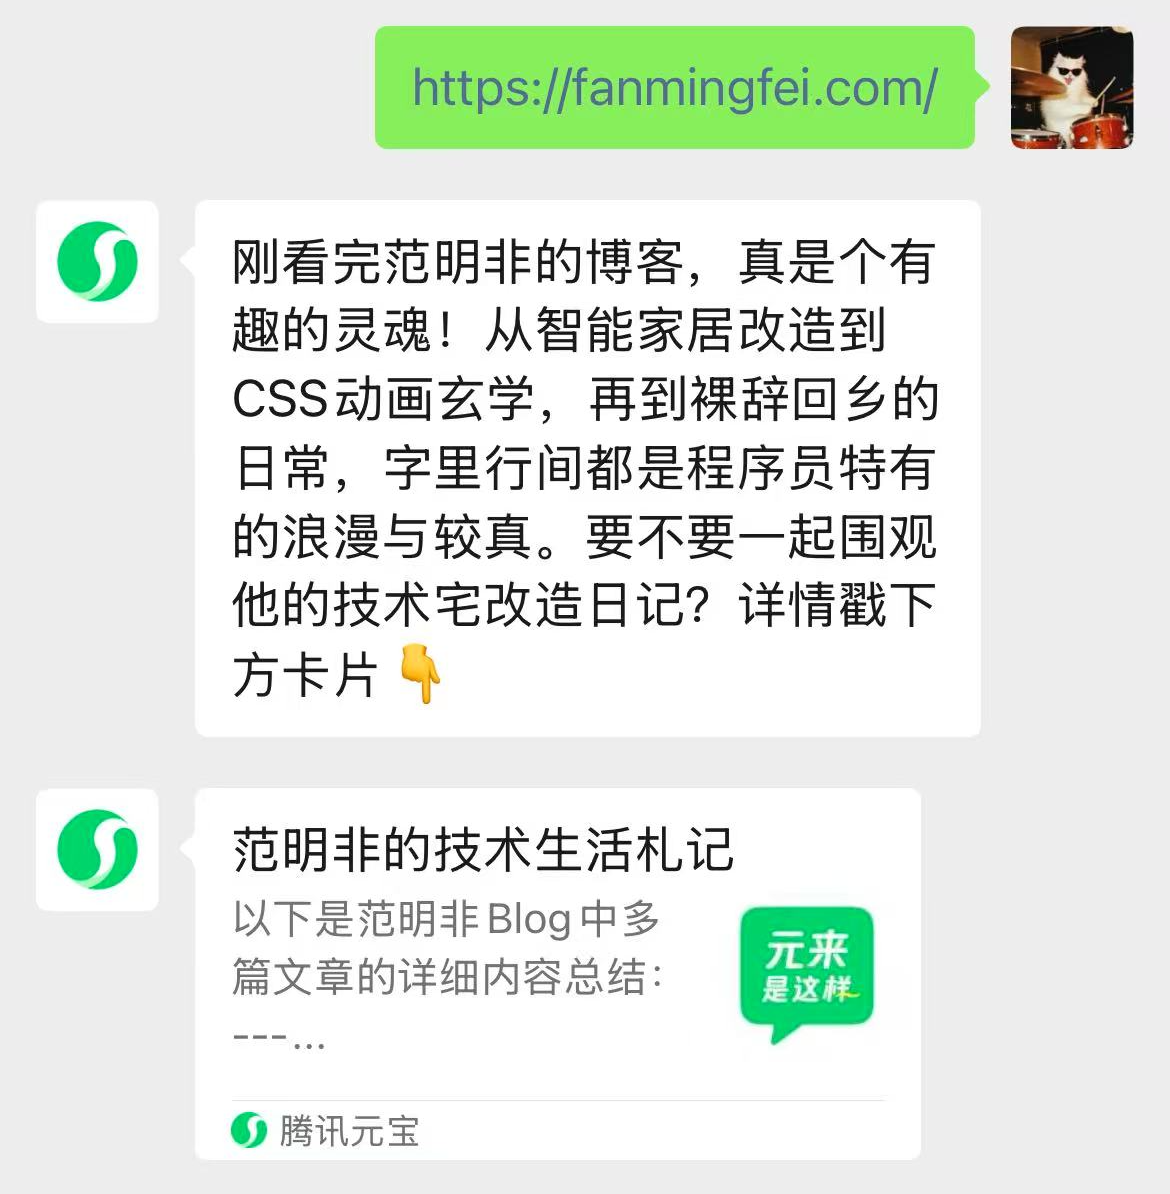 https://fanmingfei.com/
刚看完范明非的博客，真是个有
趣的灵魂！从智能家居改造到
CSS动画玄学，再到裸辞回乡的
日常，字里行间都是程序员特有
的浪漫与较真。要不要一起围观
他的技术宅改造日记？详情戳下
方卡片👇
范明非的技术生活札记
以下是范明非Blog中多
篇文章的详细内容总结：
---...
元来
是这样
腾讯元宝